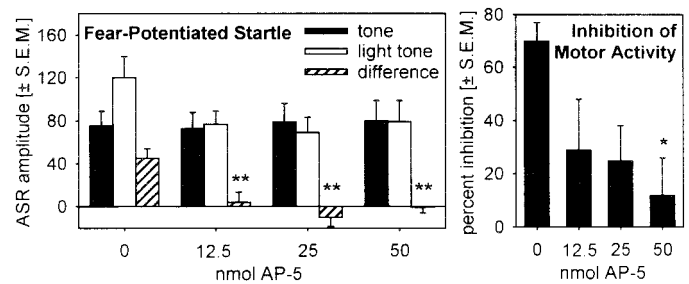 Fear-Potentiated Startle
tone
light tone
difference
ASR amplitude [± S.E.M.]
160
120
80
40
0
**
**
**
0
12.5
25
50
nmol AP-5
Inhibition of
Motor Activity
percent inhibition [± S.E.M.]
80
60
40
20
0
*
0
12.5
25
50
nmol AP-5